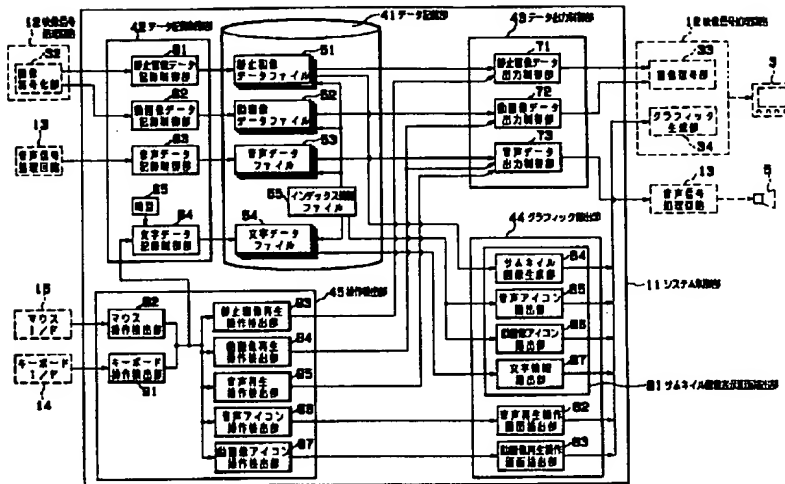 42 データ記録制御部
41 データ記録部
43 データ出力制御部
12 映像信号処理回路
32
画像
符号化部
61
静止画像データ
記録制御部
51
静止画像
データファイル
71
静止画像データ
出力制御部
12 映像信号処理回路
33
画像復号部
3
62
動画像データ
記録制御部
52
動画像
データファイル
72
動画像データ
出力制御部
グラフィック
生成部
34
13
音声信号
処理回路
63
音声データ
記録制御部
53
音声データ
ファイル
73
音声データ
出力制御部
13
音声信号
処理回路
5
65
時計
55
インデックス情報
ファイル
64
文字データ
記録制御部
54
文字データ
ファイル
44 グラフィック描出部
サムネイル
画像生成部
84
音声アイコン
描出部
85
動画像アイコン
描出部
86
文字情報
描出部
87
11 システム制御部
81 サムネイル画像表示画面描出部
45 操作検出部
15
マウス
I/F
92
マウス
操作検出部
93
静止画像再生
操作検出部
キーボード
I/F
14
キーボード
操作検出部
91
94
動画像再生
操作検出部
95
音声再生
操作検出部
96
音声アイコン
操作検出部
97
動画像アイコン
操作検出部
82
音声再生操作
画面描出部
83
動画像再生操作
画面描出部